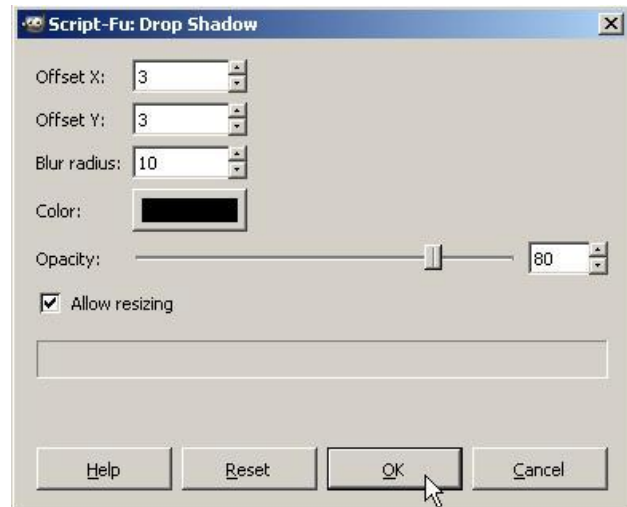 Script-Fu: Drop Shadow
Offset X: 3
Offset Y: 3
Blur radius: 10
Color:
Opacity: 80
Allow resizing
Help Reset OK Cancel